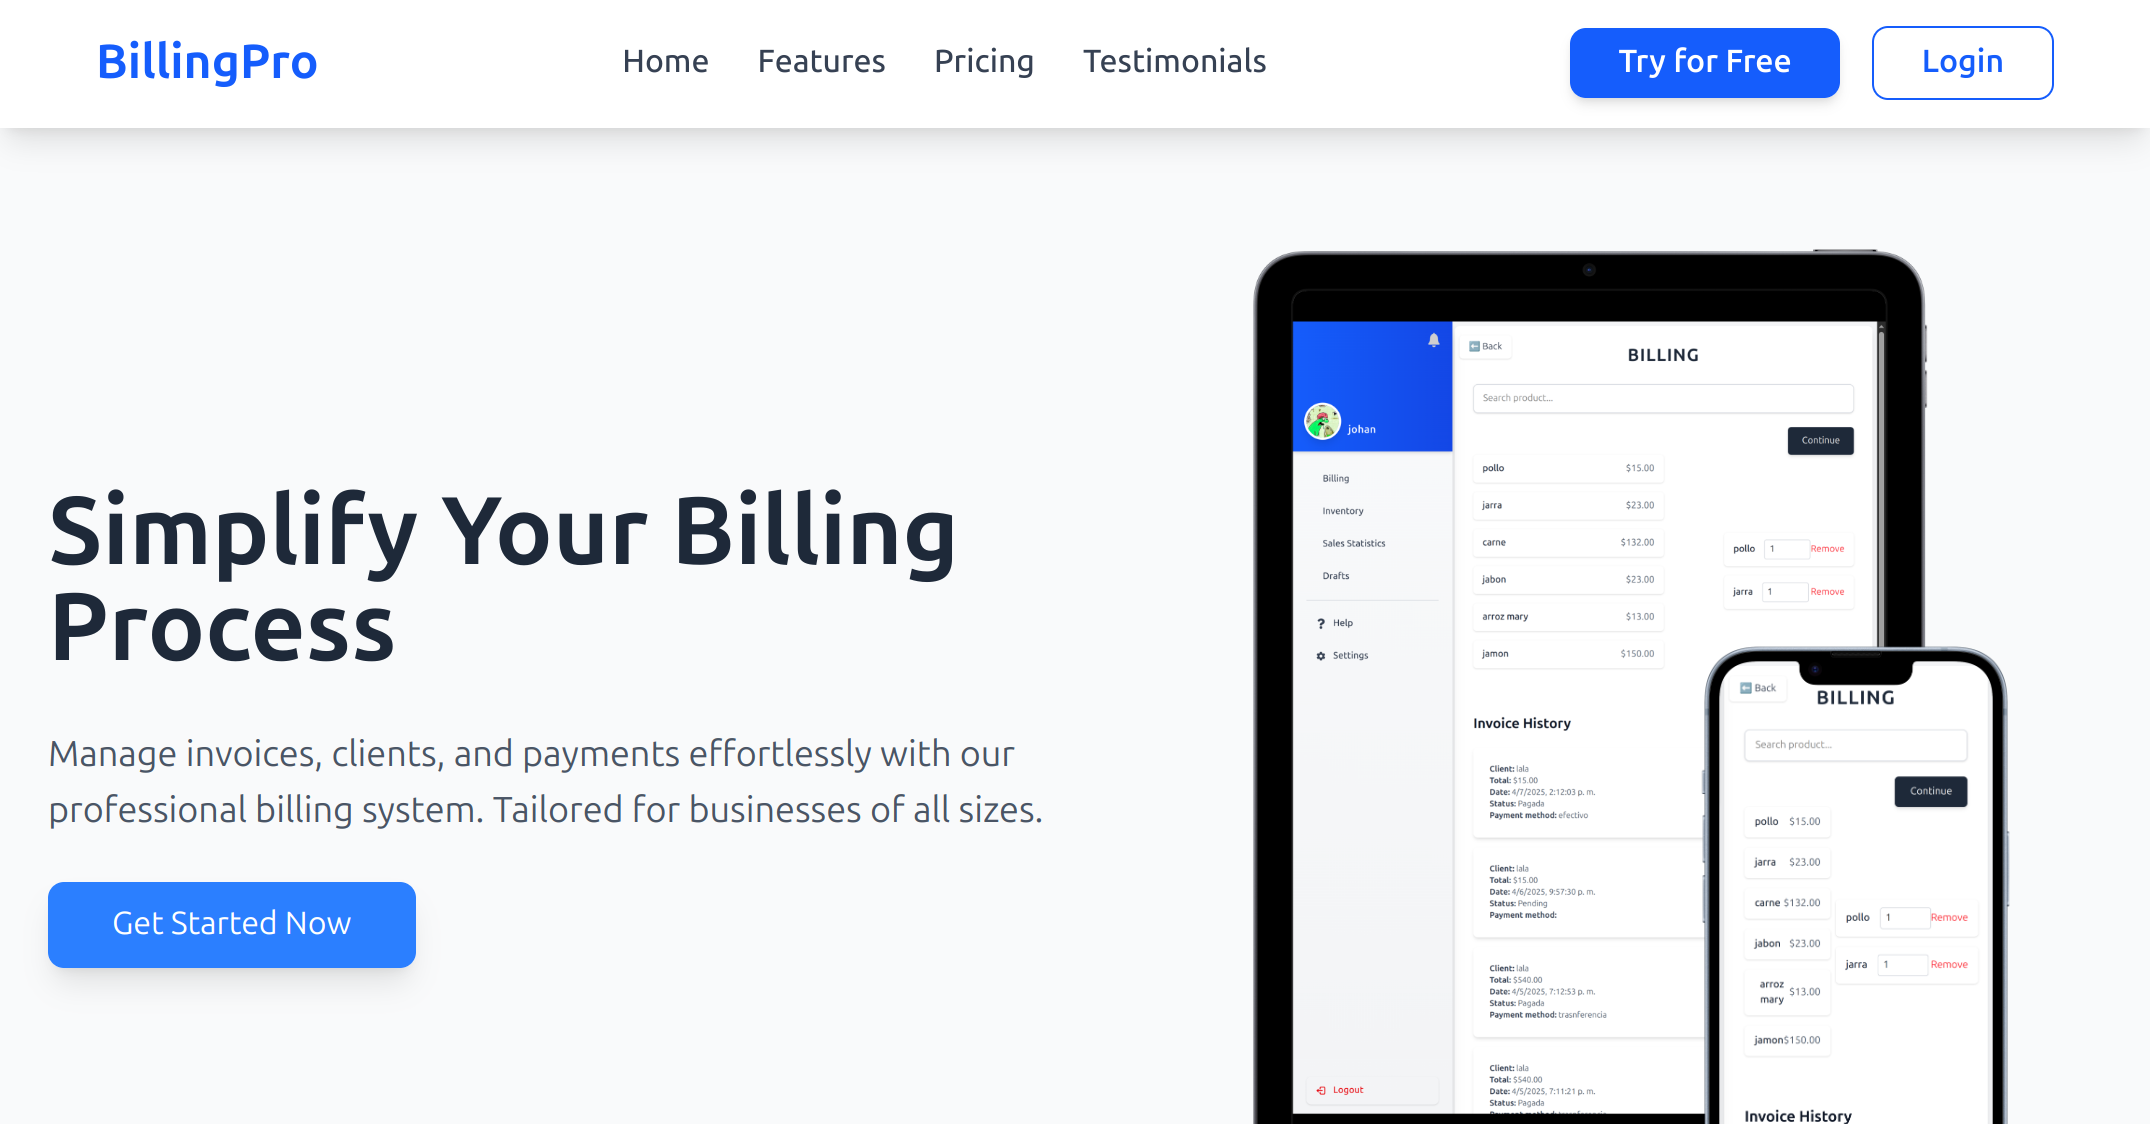 BillingPro
Home Features Pricing Testimonials
Try for Free Login
Simplify Your Billing
Process
Manage invoices, clients, and payments effortlessly with our
professional billing system. Tailored for businesses of all sizes.
Get Started Now
johan
Billing
Inventory
Sales Statistics
Drafts
Help
Settings
Logout
Back
BILLING
Search product...
Continue
pollo $15.00
jarra $23.00
carne $132.00
jabon $23.00
arroz mary $13.00
jamon $150.00
pollo 1 Remove
jarra 1 Remove
Invoice History
Client: lala
Total: $15.00
Date: 4/7/2025, 2:12:03 p. m.
Status: Pagada
Payment method: efectivo
Client: lala
Total: $15.00
Date: 4/6/2025, 9:57:30 p. m.
Status: Pending
Payment method:
Client: lala
Total: $540.00
Date: 4/5/2025, 7:12:53 p. m.
Status: Pagada
Payment method: trasnferencia
Client: lala
Total: $540.00
Date: 4/5/2025, 7:11:21 p. m.
Status: Pagada
Back
BILLING
Search product...
Continue
pollo $15.00
jarra $23.00
carne $132.00
jabon $23.00
arroz
mary $13.00
jamon $150.00
pollo 1 Remove
jarra 1 Remove
Invoice History